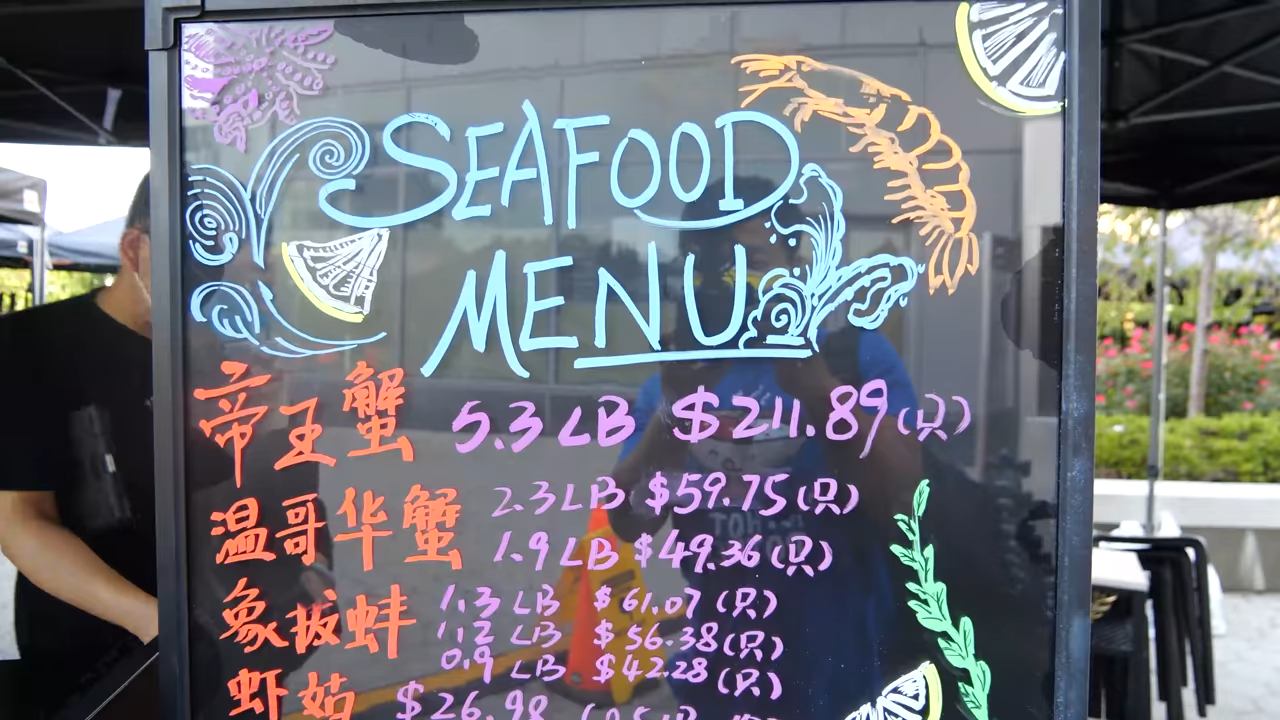 SEAFOOD
MENU
帝王蟹 5.3 LB $211.89(只)
温哥华蟹 2.3 LB $59.75(只)
1.9 LB $49.36(只)
象拔蚌 1.3 LB $61.07(只)
1.2 LB $56.38(只)
0.9 LB $42.28(只)
虾姑 $26.98